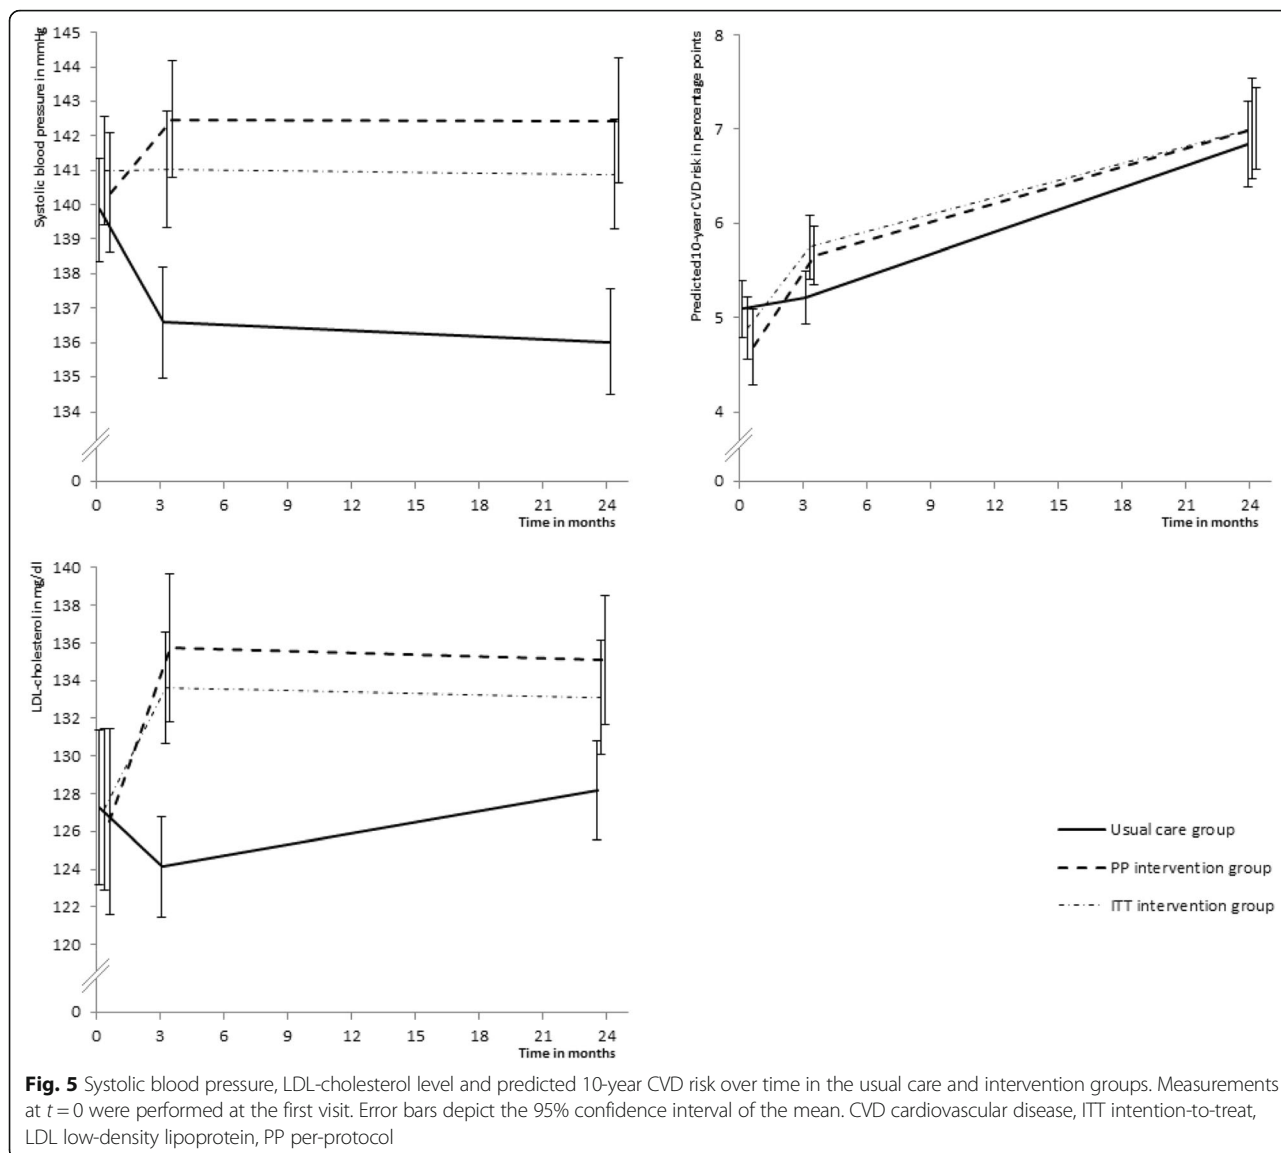 Systolic blood pressure in mmHg
145
144
143
142
141
140
139
138
137
136
135
134
0
0 3 6 9 12 15 18 21 24
Time in months
Predicted 10-year CVD risk in percentage points
8
7
6
5
4
0
0 3 6 9 12 15 18 21 24
Time in months
LDL-cholesterol in mg/dl
140
138
136
134
132
130
128
126
124
122
120
0
0 3 6 9 12 15 18 21 24
Time in months
Usual care group
PP intervention group
ITT intervention group
Fig. 5 Systolic blood pressure, LDL-cholesterol level and predicted 10-year CVD risk over time in the usual care and intervention groups. Measurements
at t = 0 were performed at the first visit. Error bars depict the 95% confidence interval of the mean. CVD cardiovascular disease, ITT intention-to-treat,
LDL low-density lipoprotein, PP per-protocol